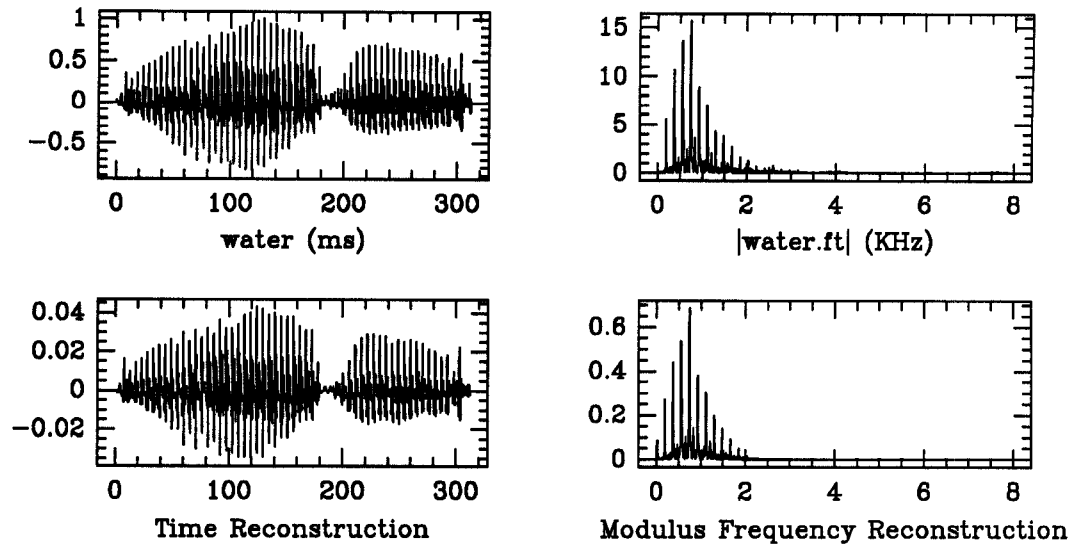 1
0.5
0
−0.5
0 100 200 300
water (ms)
15
10
5
0
0 2 4 6 8
|water.ft| (KHz)
0.04
0.02
0
-0.02
0 100 200 300
Time Reconstruction
0.6
0.4
0.2
0
0 2 4 6 8
Modulus Frequency Reconstruction